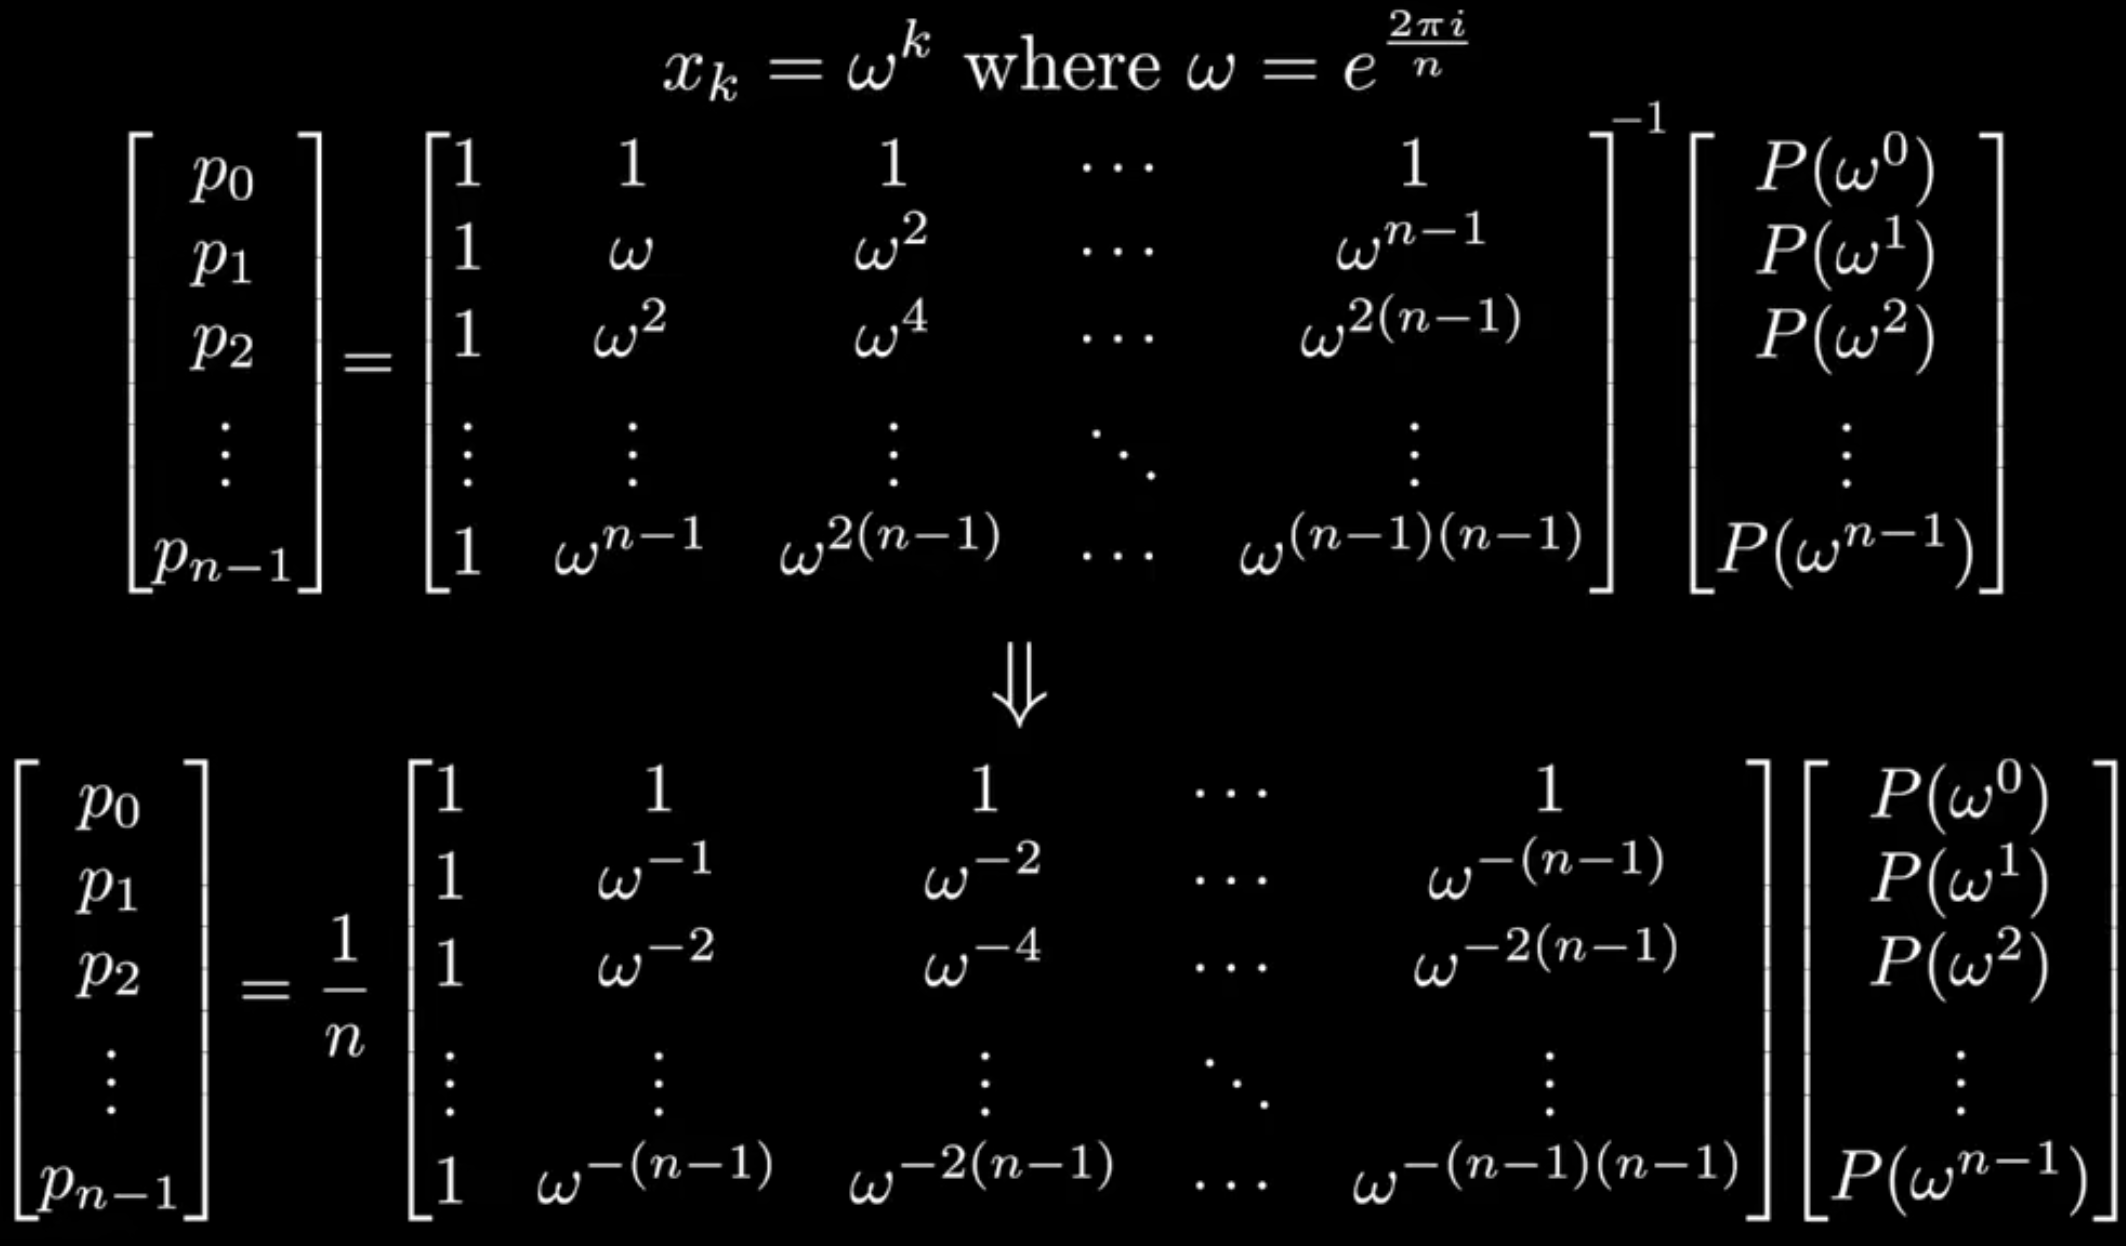 $x_k = \omega^k \text{ where } \omega = e^{\frac{2\pi i}{n}}$
$\begin{bmatrix} p_0 \\ p_1 \\ p_2 \\ \vdots \\ p_{n-1} \end{bmatrix} = \begin{bmatrix} 1 & 1 & 1 & \cdots & 1 \\ 1 & \omega & \omega^2 & \cdots & \omega^{n-1} \\ 1 & \omega^2 & \omega^4 & \cdots & \omega^{2(n-1)} \\ \vdots & \vdots & \vdots & \ddots & \vdots \\ 1 & \omega^{n-1} & \omega^{2(n-1)} & \cdots & \omega^{(n-1)(n-1)} \end{bmatrix}^{-1} \begin{bmatrix} P(\omega^0) \\ P(\omega^1) \\ P(\omega^2) \\ \vdots \\ P(\omega^{n-1}) \end{bmatrix}$
$\Downarrow$
$\begin{bmatrix} p_0 \\ p_1 \\ p_2 \\ \vdots \\ p_{n-1} \end{bmatrix} = \frac{1}{n} \begin{bmatrix} 1 & 1 & 1 & \cdots & 1 \\ 1 & \omega^{-1} & \omega^{-2} & \cdots & \omega^{-(n-1)} \\ 1 & \omega^{-2} & \omega^{-4} & \cdots & \omega^{-2(n-1)} \\ \vdots & \vdots & \vdots & \ddots & \vdots \\ 1 & \omega^{-(n-1)} & \omega^{-2(n-1)} & \cdots & \omega^{-(n-1)(n-1)} \end{bmatrix} \begin{bmatrix} P(\omega^0) \\ P(\omega^1) \\ P(\omega^2) \\ \vdots \\ P(\omega^{n-1}) \end{bmatrix}$